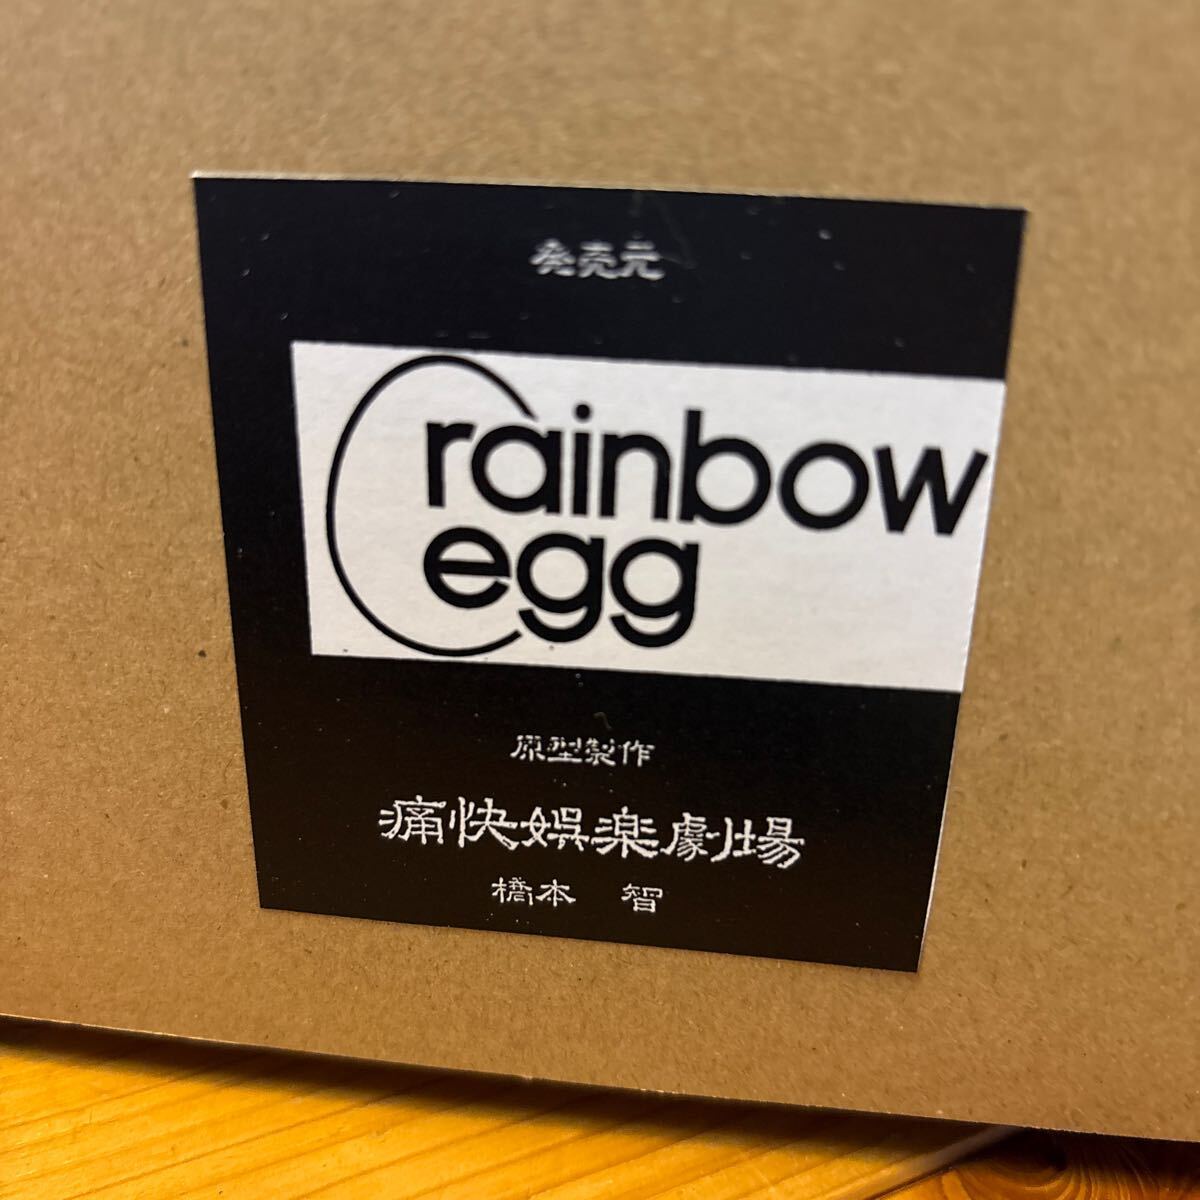 発売元
rainbow
egg
原型製作
痛快娯楽劇場
橋本 智